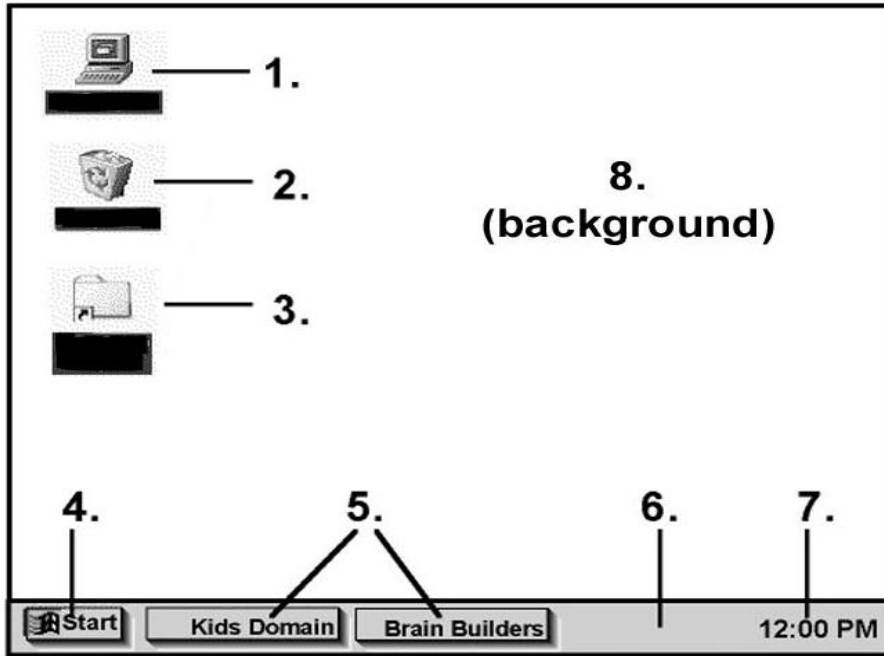 1.
2.
8.
(background)
3.
4.
5.
6.
7.
Start
Kids Domain
Brain Builders
12:00 PM